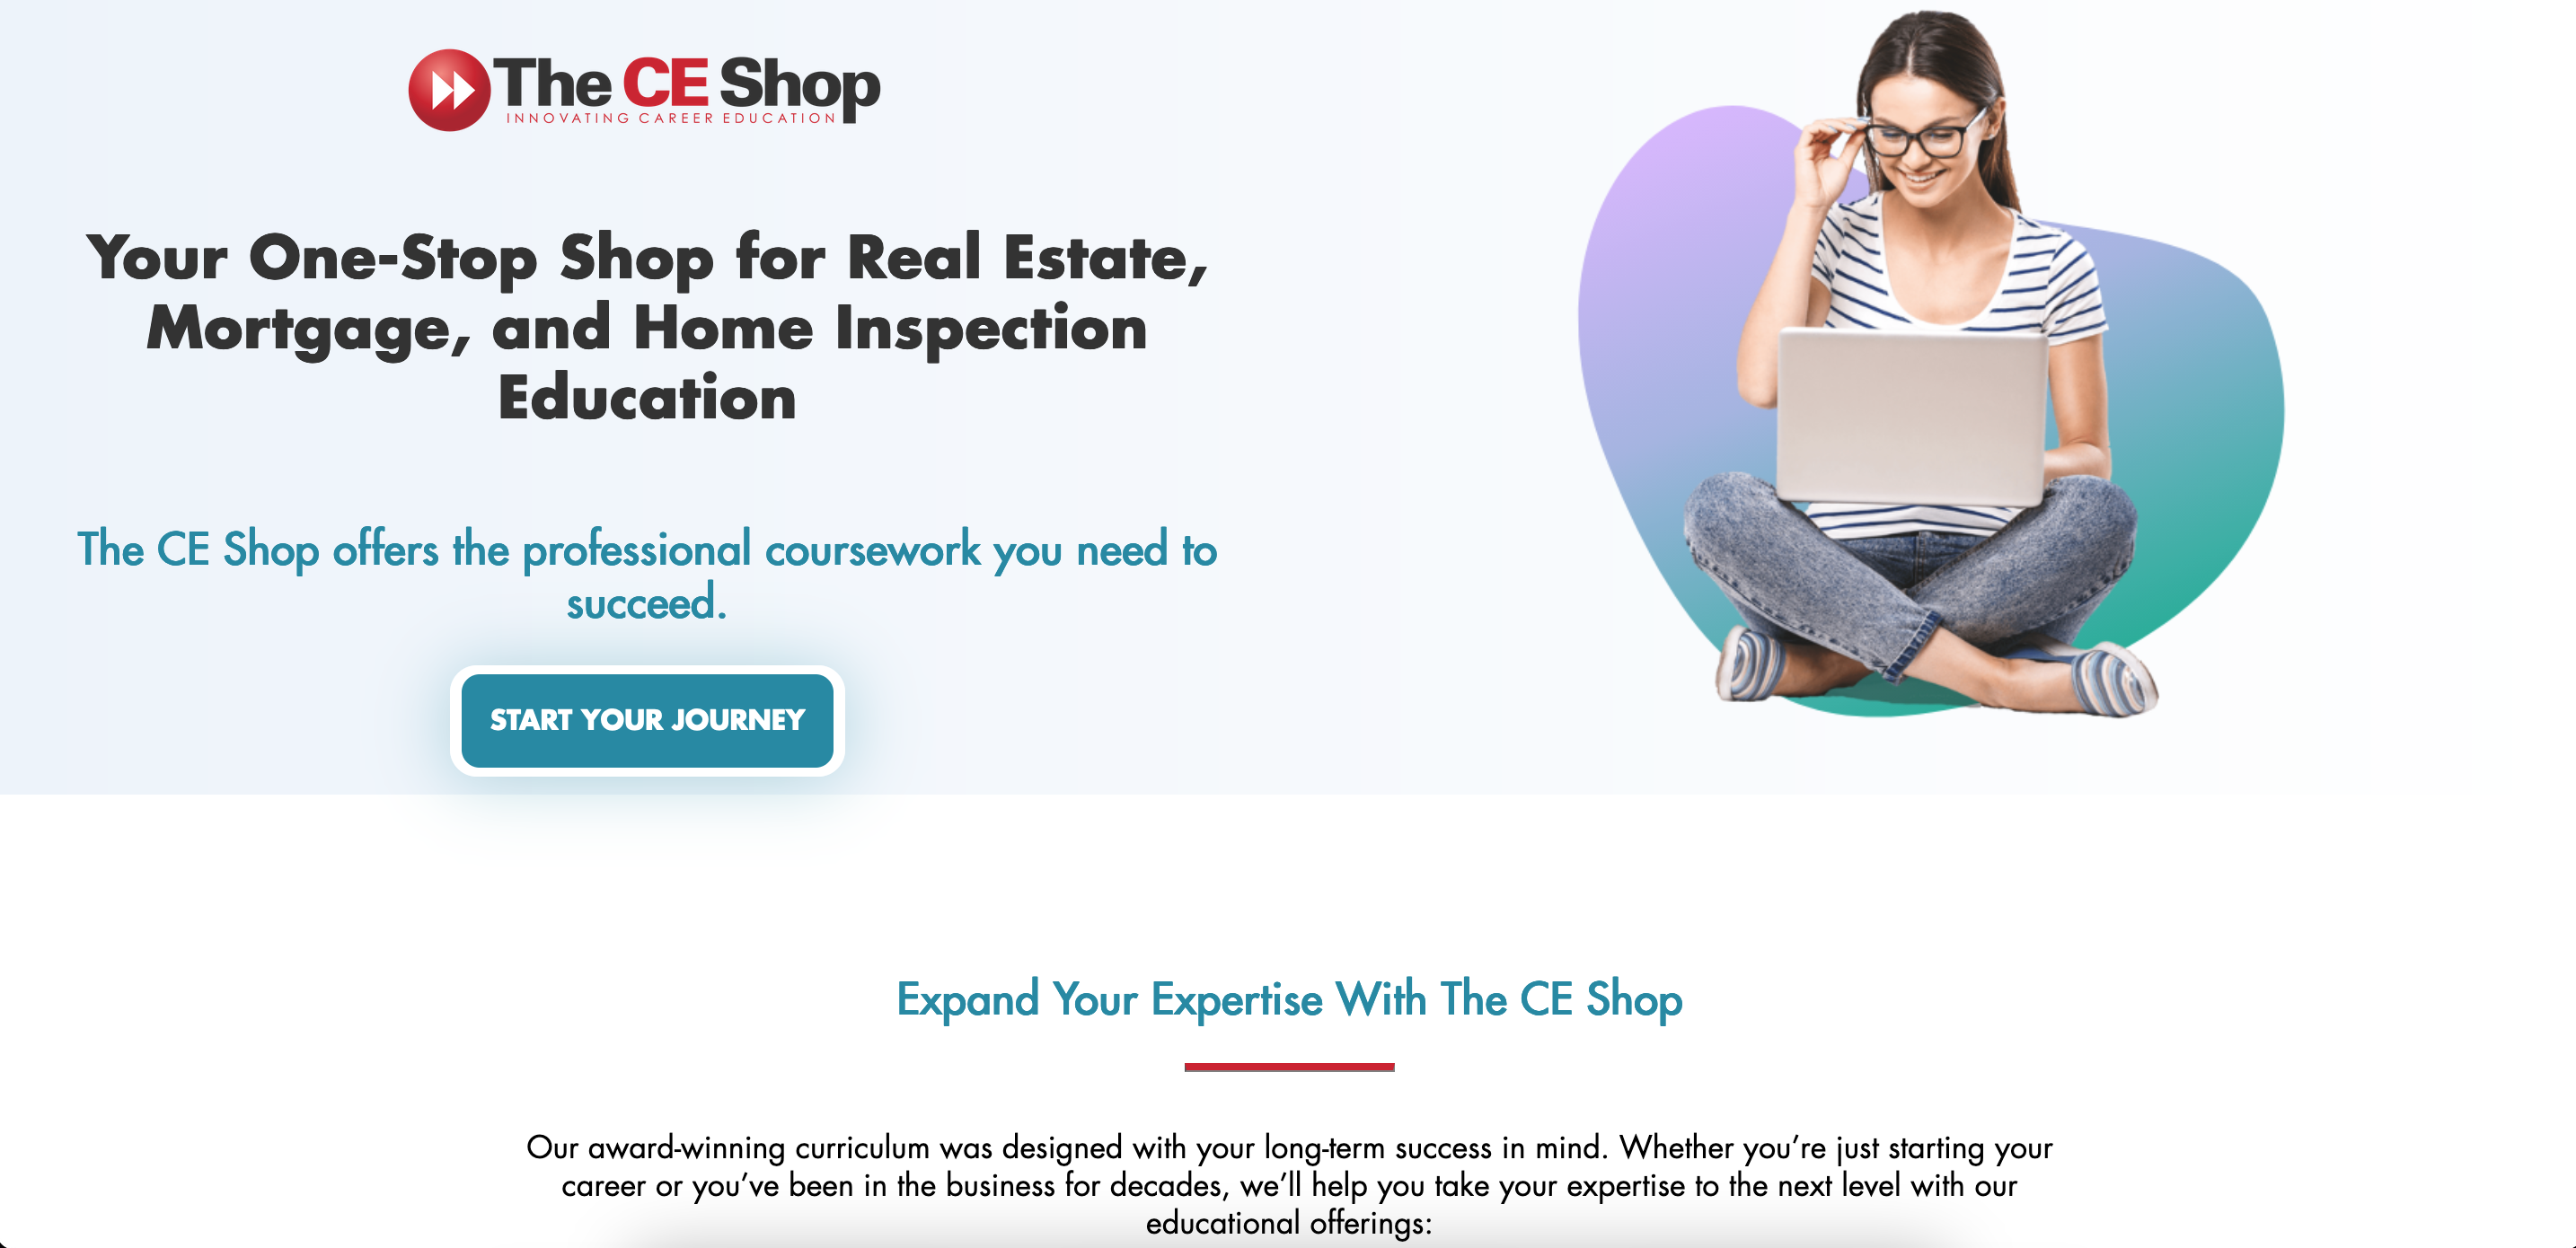 The CE Shop
INNOVATING CAREER EDUCATION
Your One-Stop Shop for Real Estate,
Mortgage, and Home Inspection
Education
The CE Shop offers the professional coursework you need to
succeed.
START YOUR JOURNEY
Expand Your Expertise With The CE Shop
Our award-winning curriculum was designed with your long-term success in mind. Whether you’re just starting your
career or you’ve been in the business for decades, we’ll help you take your expertise to the next level with our
educational offerings: